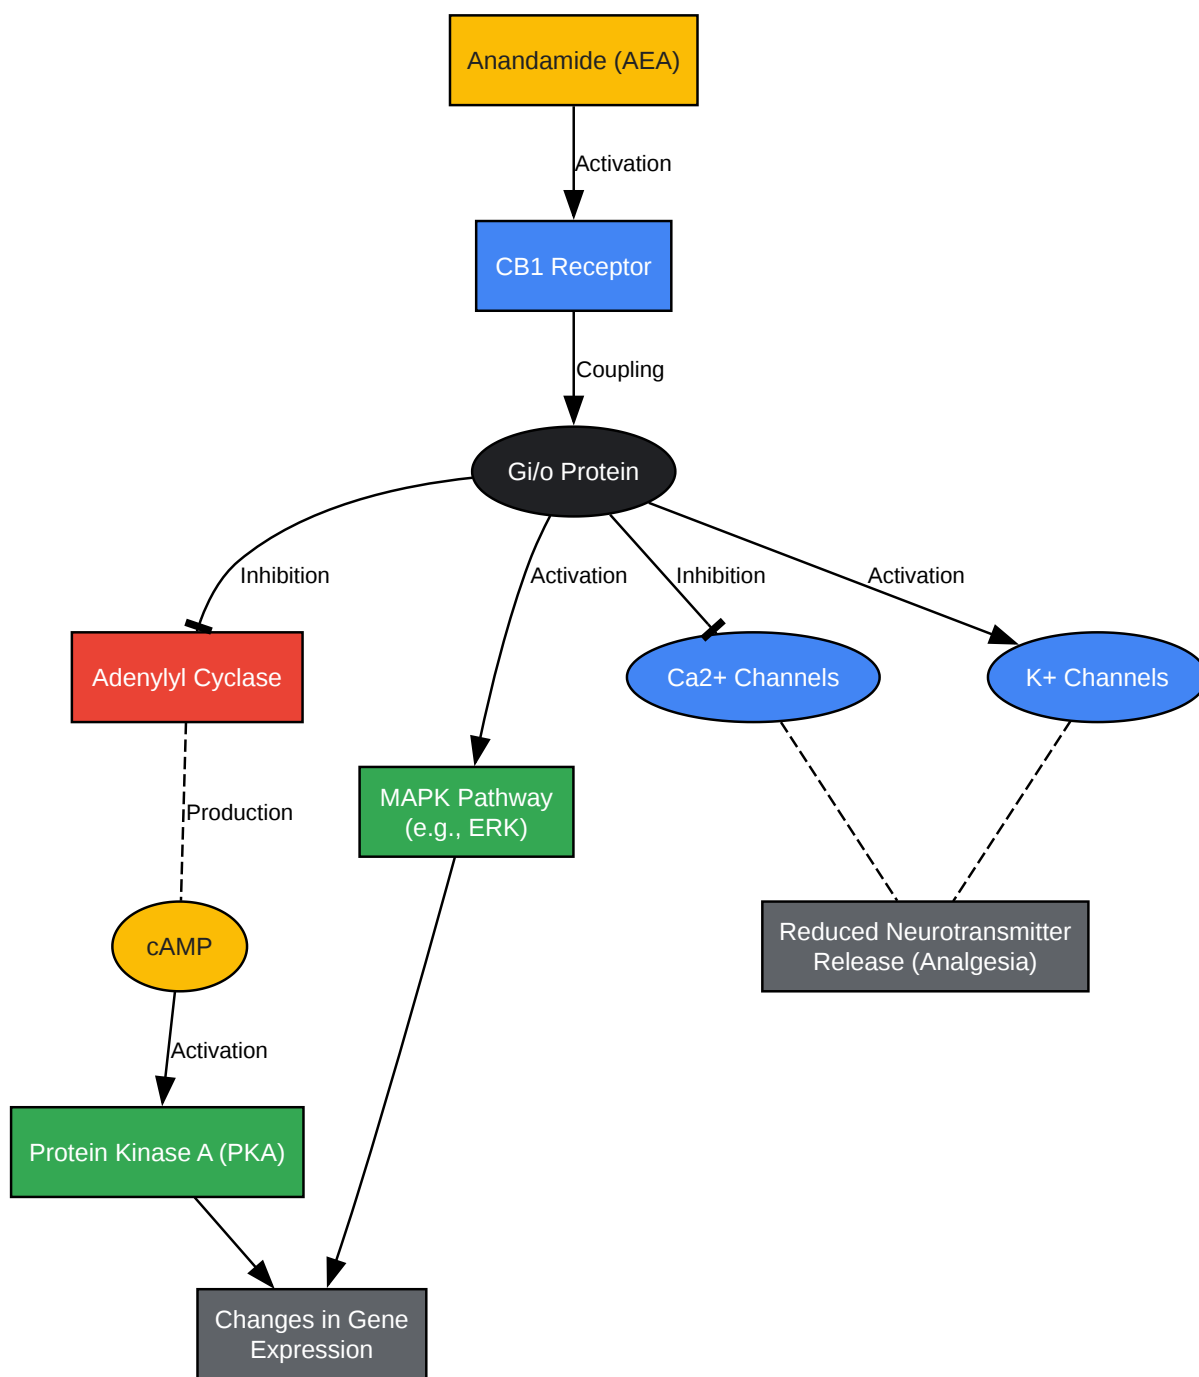 Anandamide (AEA)
Activation
CB1 Receptor
Coupling
Gi/o Protein
Inhibition
Activation
Inhibition
Activation
Adenylyl Cyclase
Ca2+ Channels
K+ Channels
Production
MAPK Pathway
(e.g., ERK)
cAMP
Reduced Neurotransmitter
Release (Analgesia)
Activation
Protein Kinase A (PKA)
Changes in Gene
Expression